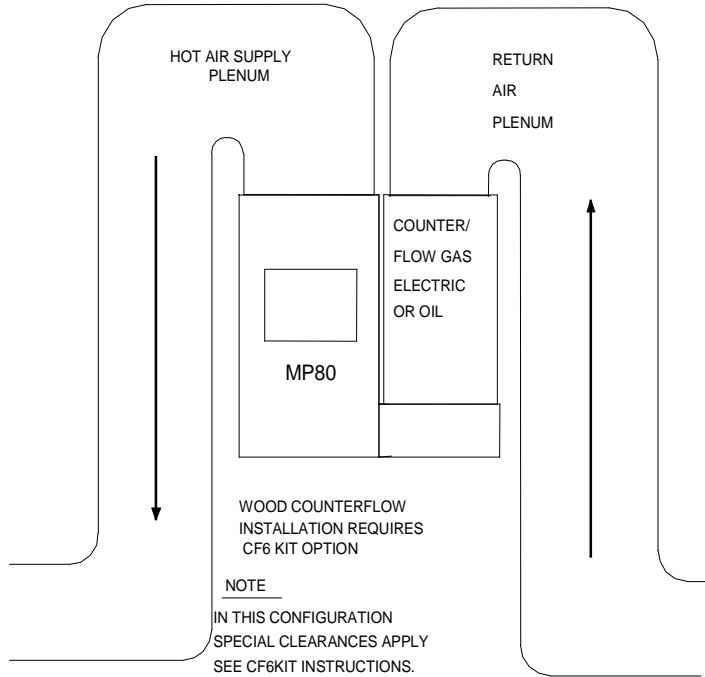 HOT AIR SUPPLY
PLENUM
RETURN
AIR
PLENUM
COUNTER/
FLOW GAS
ELECTRIC
OR OIL
MP80
WOOD COUNTERFLOW
INSTALLATION REQUIRES
CF6 KIT OPTION
NOTE
IN THIS CONFIGURATION
SPECIAL CLEARANCES APPLY
SEE CF6KIT INSTRUCTIONS.